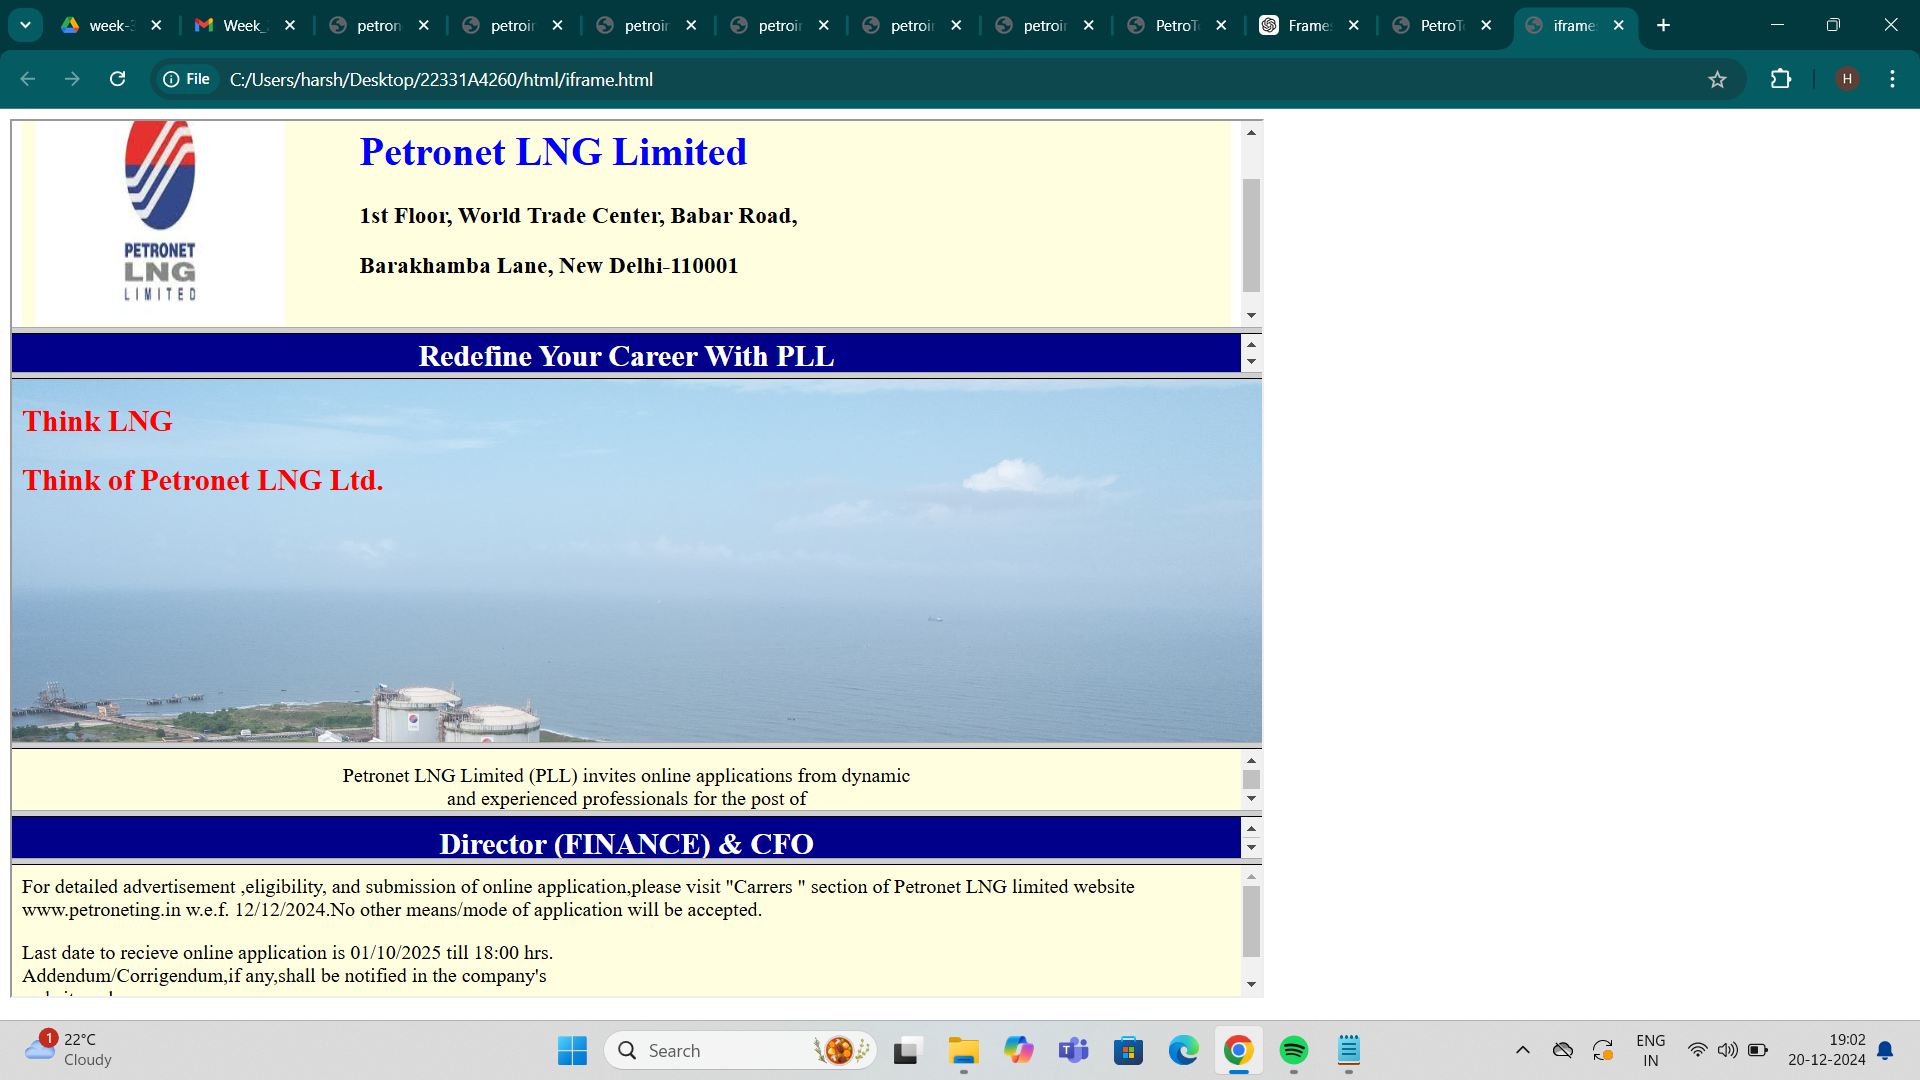 week-3
Week_
petron
petroir
petroir
petroir
petroir
petroir
PetroTe
Frames
PetroTe
iframe
File
C:/Users/harsh/Desktop/22331A4260/html/iframe.html
H
PETRONET
LNG
LIMITED
Petronet LNG Limited
1st Floor, World Trade Center, Babar Road,
Barakhamba Lane, New Delhi-110001
Redefine Your Career With PLL
Think LNG
Think of Petronet LNG Ltd.
Petronet LNG Limited (PLL) invites online applications from dynamic
and experienced professionals for the post of
Director (FINANCE) & CFO
For detailed advertisement ,eligibility, and submission of online application,please visit "Carrers " section of Petronet LNG limited website
www.petroneting.in w.e.f. 12/12/2024.No other means/mode of application will be accepted.
Last date to recieve online application is 01/10/2025 till 18:00 hrs.
Addendum/Corrigendum,if any,shall be notified in the company's
1
22°C
Cloudy
Search
ENG
IN
19:02
20-12-2024